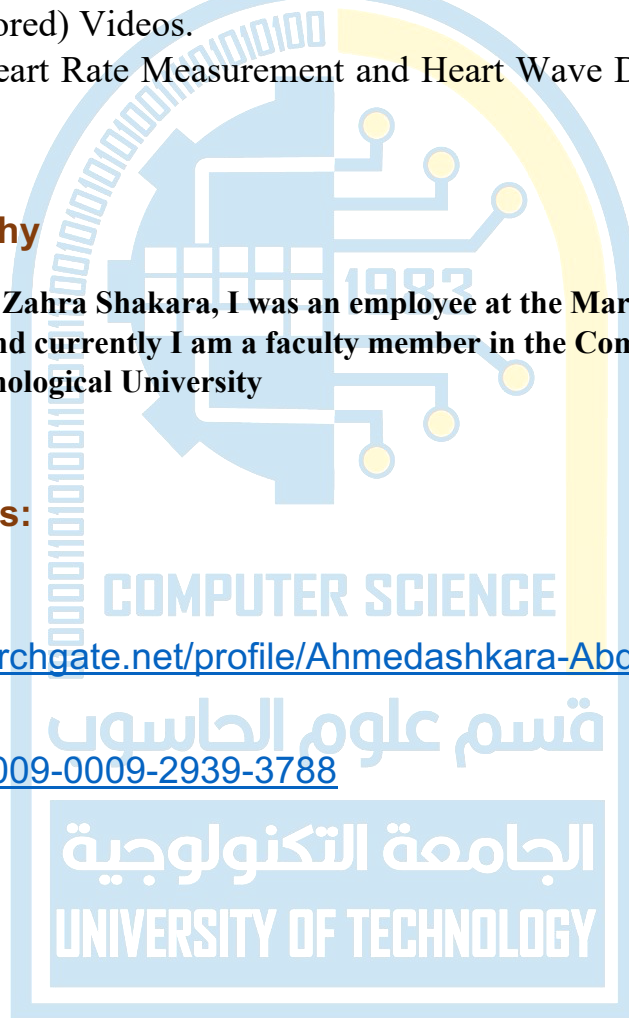 ored) Videos.
eart Rate Measurement and Heart Wave D
hy
1983
Zahra Shakara, I was an employee at the Mar
nd currently I am a faculty member in the Con
nological University
s:
COMPUTER SCIENCE
rchgate.net/profile/Ahmedashkara-Abd
قسم علوم الحاسوب
009-0009-2939-3788
الجامعة التكنولوجية
UNIVERSITY OF TECHNOLOGY